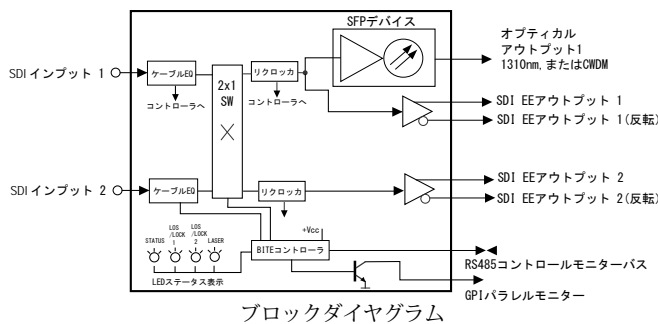 SFPデバイス
オプティカル
アウトプット1
1310nm,またはCWDM
SDI インプット 1
ケーブルEQ
2x1
SW
リクロッカ
コントローラへ
コントローラへ
SDI EEアウトプット 1
SDI EEアウトプット 1(反転)
SDI インプット 2
ケーブルEQ
リクロッカ
SDI EEアウトプット 2
SDI EEアウトプット 2(反転)
STATUS
LOS
/LOCK
1
LOS
/LOCK
2
LASER
+Vcc
BITEコントローラ
LEDステータス表示
RS485コントロールモニターバス
GPIパラレルモニター
ブロックダイヤグラム